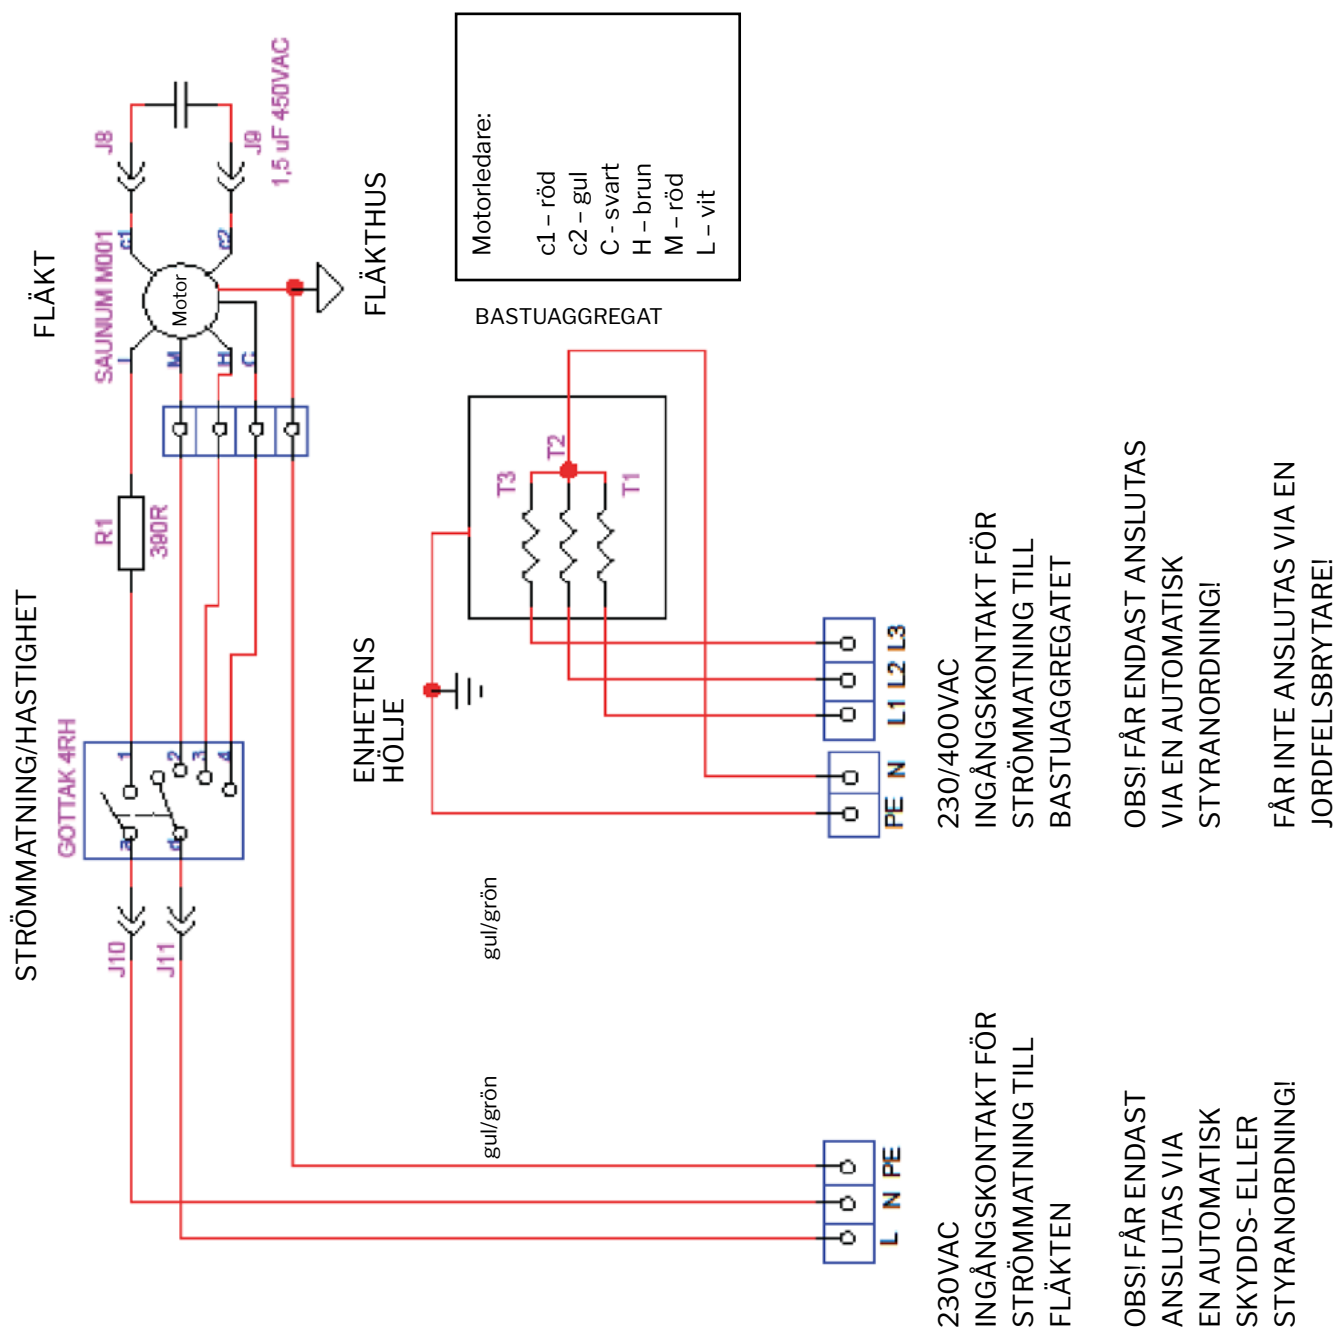 STRÖMMATNING/HASTIGHET
GOTTAK 4RH
a
d
1
2
3
4
J10
J11
R1
390R
FLÄKT
SAUNUM M001
Motor
L
M
H
C
c1
c2
J8
J9
1,5 uF 450VAC
FLÄKTHUS
Motorledare:
c1 – röd
c2 – gul
C - svart
H – brun
M – röd
L – vit
BASTUAGGREGAT
T3
T2
T1
ENHETENS
HÖLJE
gul/grön
gul/grön
L N PE
230VAC
INGÅNGSKONTAKT FÖR
STRÖMMATNING TILL
FLÄKTEN
OBS! FÅR ENDAST
ANSLUTAS VIA
EN AUTOMATISK
SKYDDS- ELLER
STYRANORDNING!
PE N L1 L2 L3
230/400VAC
INGÅNGSKONTAKT FÖR
STRÖMMATNING TILL
BASTUAGGREGATET
OBS! FÅR ENDAST ANSLUTAS
VIA EN AUTOMATISK
STYRANORDNING!
FÅR INTE ANSLUTAS VIA EN
JORDFELSBRYTARE!